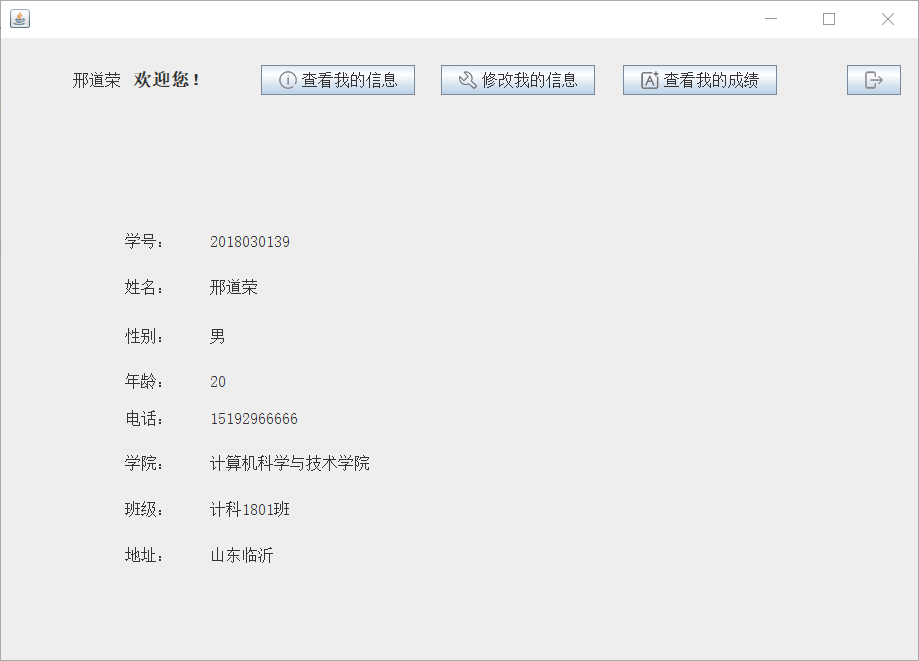 邢道荣 欢迎您！ 查看我的信息 修改我的信息 查看我的成绩
学号： 2018030139
姓名： 邢道荣
性别： 男
年龄： 20
电话： 15192966666
学院： 计算机科学与技术学院
班级： 计科1801班
地址： 山东临沂